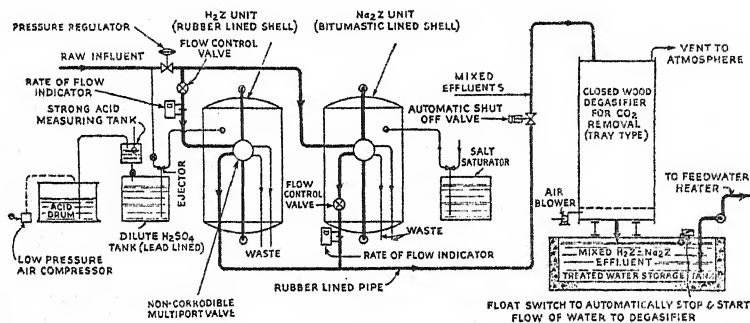 PRESSURE REGULATOR
H₂Z UNIT
(RUBBER LINED SHELL)
Na₂Z UNIT
(BITUMASTIC LINED SHELL)
FLOW CONTROL
VALVE
RAW INFLUENT
RATE OF FLOW
INDICATOR
STRONG ACID
MEASURING TANK
ACID
DRUM
EJECTOR
DILUTE H₂SO₄
TANK (LEAD LINED)
LOW PRESSURE
AIR COMPRESSOR
WASTE
NON-CORRODIBLE
MULTIPORT VALVE
FLOW
CONTROL
VALVE
WASTE
RATE OF FLOW INDICATOR
RUBBER LINED PIPE
SALT
SATURATOR
MIXED
EFFLUENTS
AUTOMATIC SHUT
OFF VALVE
VENT TO
ATMOSPHERE
CLOSED WOOD
DEGASIFIER
FOR CO₂
REMOVAL
(TRAY TYPE)
AIR
BLOWER
TO FEEDWATER
HEATER
MIXED H₂Z=Na₂Z
EFFLUENT
TREATED WATER STORAGE TANK
FLOAT SWITCH TO AUTOMATICALLY STOP & START
FLOW OF WATER TO DEGASIFIER